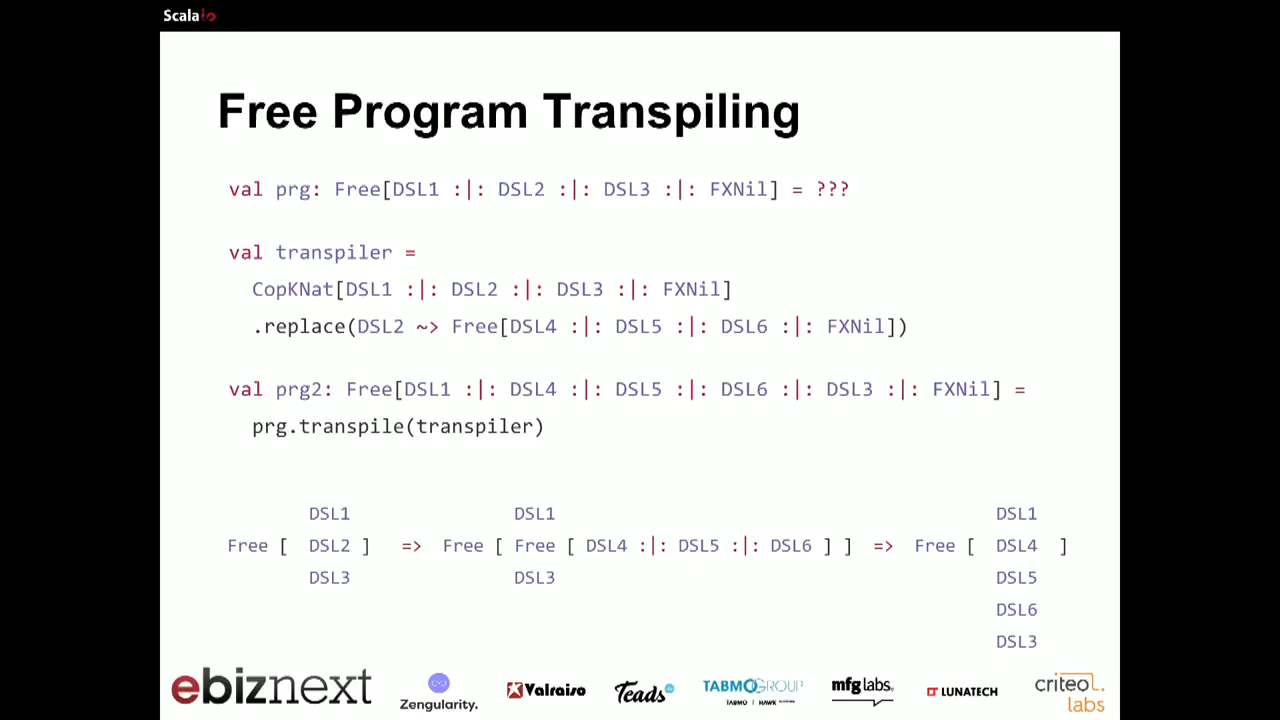 Scala.io
Free Program Transpiling
val prg: Free[DSL1 :|: DSL2 :|: DSL3 :|: FXNil] = ???
val transpiler =
CopKNat[DSL1 :|: DSL2 :|: DSL3 :|: FXNil]
.replace(DSL2 ~> Free[DSL4 :|: DSL5 :|: DSL6 :|: FXNil])
val prg2: Free[DSL1 :|: DSL4 :|: DSL5 :|: DSL6 :|: DSL3 :|: FXNil] =
prg.transpile(transpiler)
DSL1 DSL1 DSL1
Free [ DSL2 ] => Free [ Free [ DSL4 :|: DSL5 :|: DSL6 ] ] => Free [ DSL4 ]
DSL3 DSL3 DSL5
DSL6
DSL3
ebiznext Zengularity. Valraiso Teads TABMO GROUP mfg labs. LUNATECH criteo labs
TABMO | HAWK